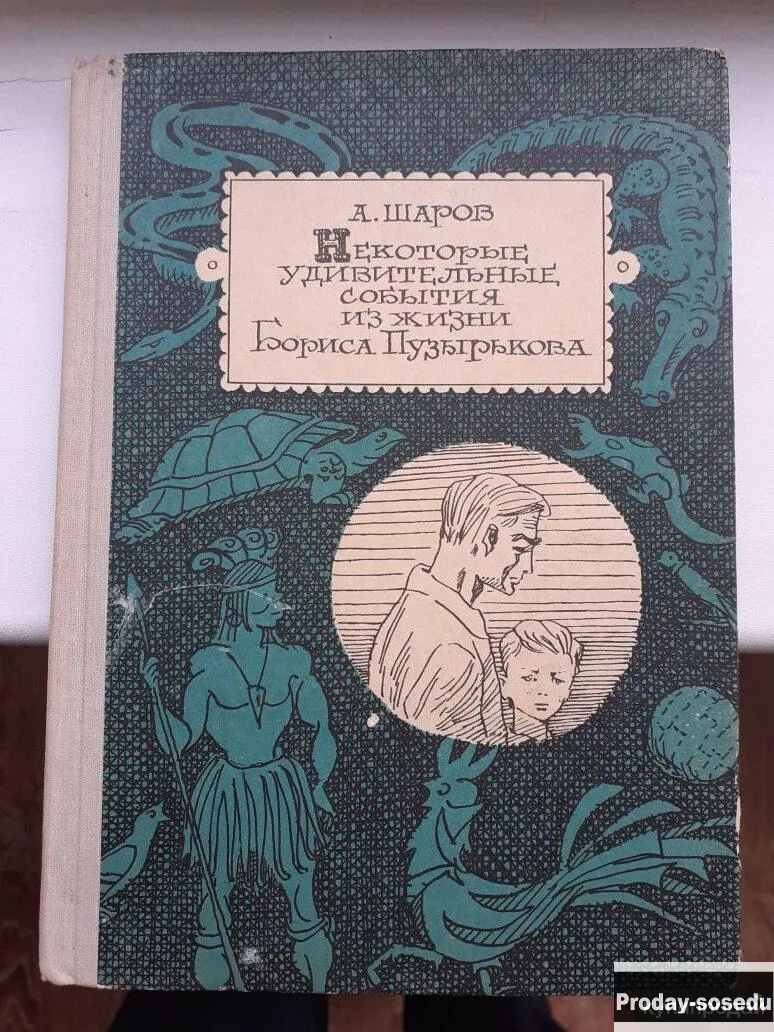 А. ШАРОВ
НЕКОТОРЫЕ
УДИВИТЕЛЬНЫЕ
СОБЫТИЯ
ИЗ ЖИЗНИ
БОРИСА ПУЗЫРЬКОВА
Proday-sosedu